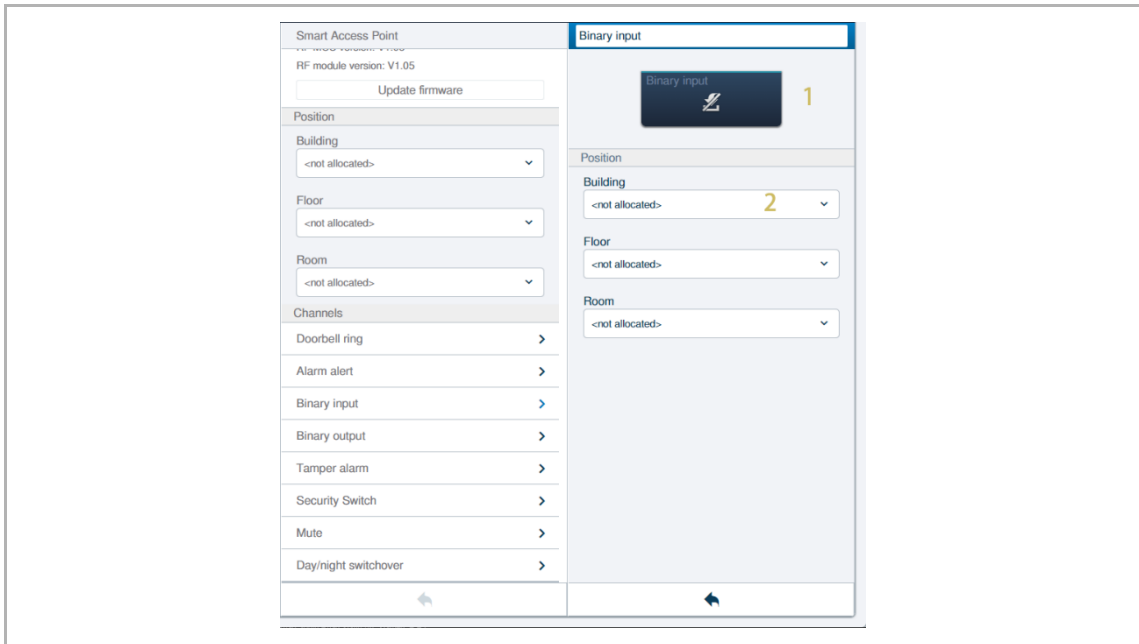 Smart Access Point
RF module version: V1.05
Update firmware
Position
Building
<not allocated>
Floor
<not allocated>
Room
<not allocated>
Channels
Doorbell ring
Alarm alert
Binary input
Binary output
Tamper alarm
Security Switch
Mute
Day/night switchover
Binary input
Binary input
1
Position
Building
<not allocated>
2
Floor
<not allocated>
Room
<not allocated>